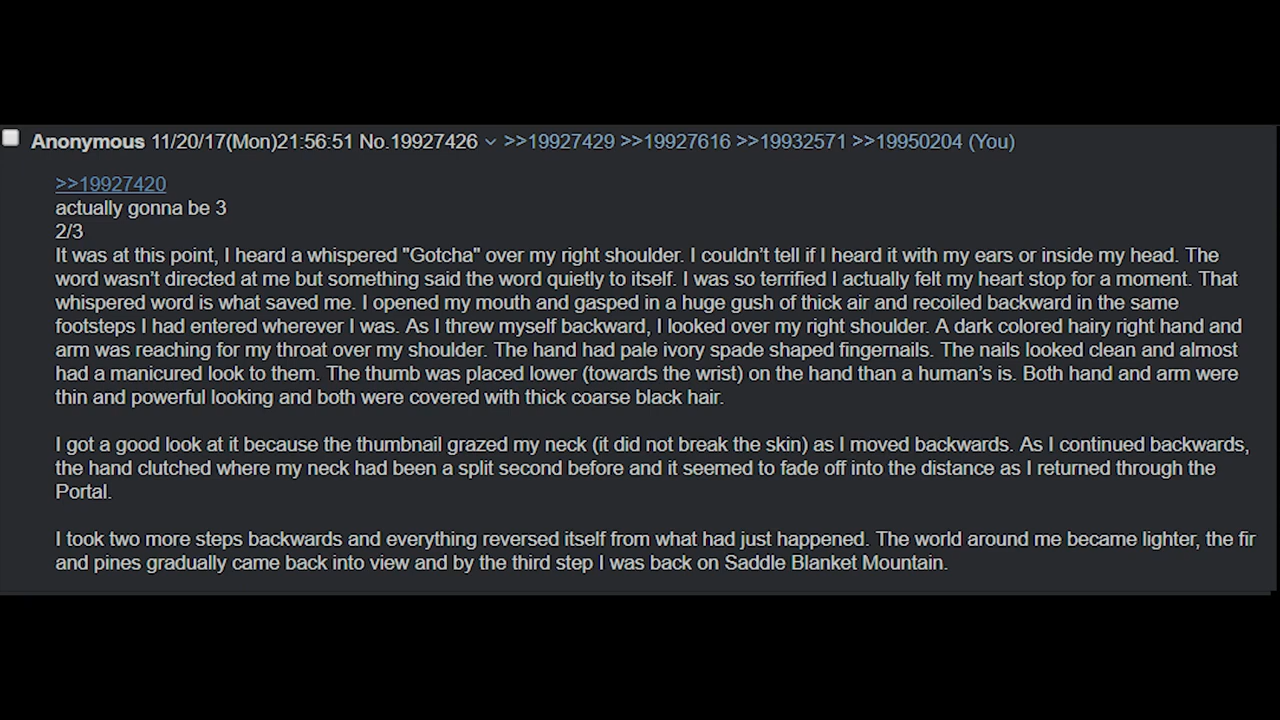 Anonymous 11/20/17(Mon)21:56:51 No.19927426 >>19927429 >>19927616 >>19932571 >>19950204 (You)
>>19927420
actually gonna be 3
2/3
It was at this point, I heard a whispered "Gotcha" over my right shoulder. I couldn’t tell if I heard it with my ears or inside my head. The
word wasn’t directed at me but something said the word quietly to itself. I was so terrified I actually felt my heart stop for a moment. That
whispered word is what saved me. I opened my mouth and gasped in a huge gush of thick air and recoiled backward in the same
footsteps I had entered wherever I was. As I threw myself backward, I looked over my right shoulder. A dark colored hairy right hand and
arm was reaching for my throat over my shoulder. The hand had pale ivory spade shaped fingernails. The nails looked clean and almost
had a manicured look to them. The thumb was placed lower (towards the wrist) on the hand than a human’s is. Both hand and arm were
thin and powerful looking and both were covered with thick coarse black hair.
I got a good look at it because the thumbnail grazed my neck (it did not break the skin) as I moved backwards. As I continued backwards,
the hand clutched where my neck had been a split second before and it seemed to fade off into the distance as I returned through the
Portal.
I took two more steps backwards and everything reversed itself from what had just happened. The world around me became lighter, the fir
and pines gradually came back into view and by the third step I was back on Saddle Blanket Mountain.